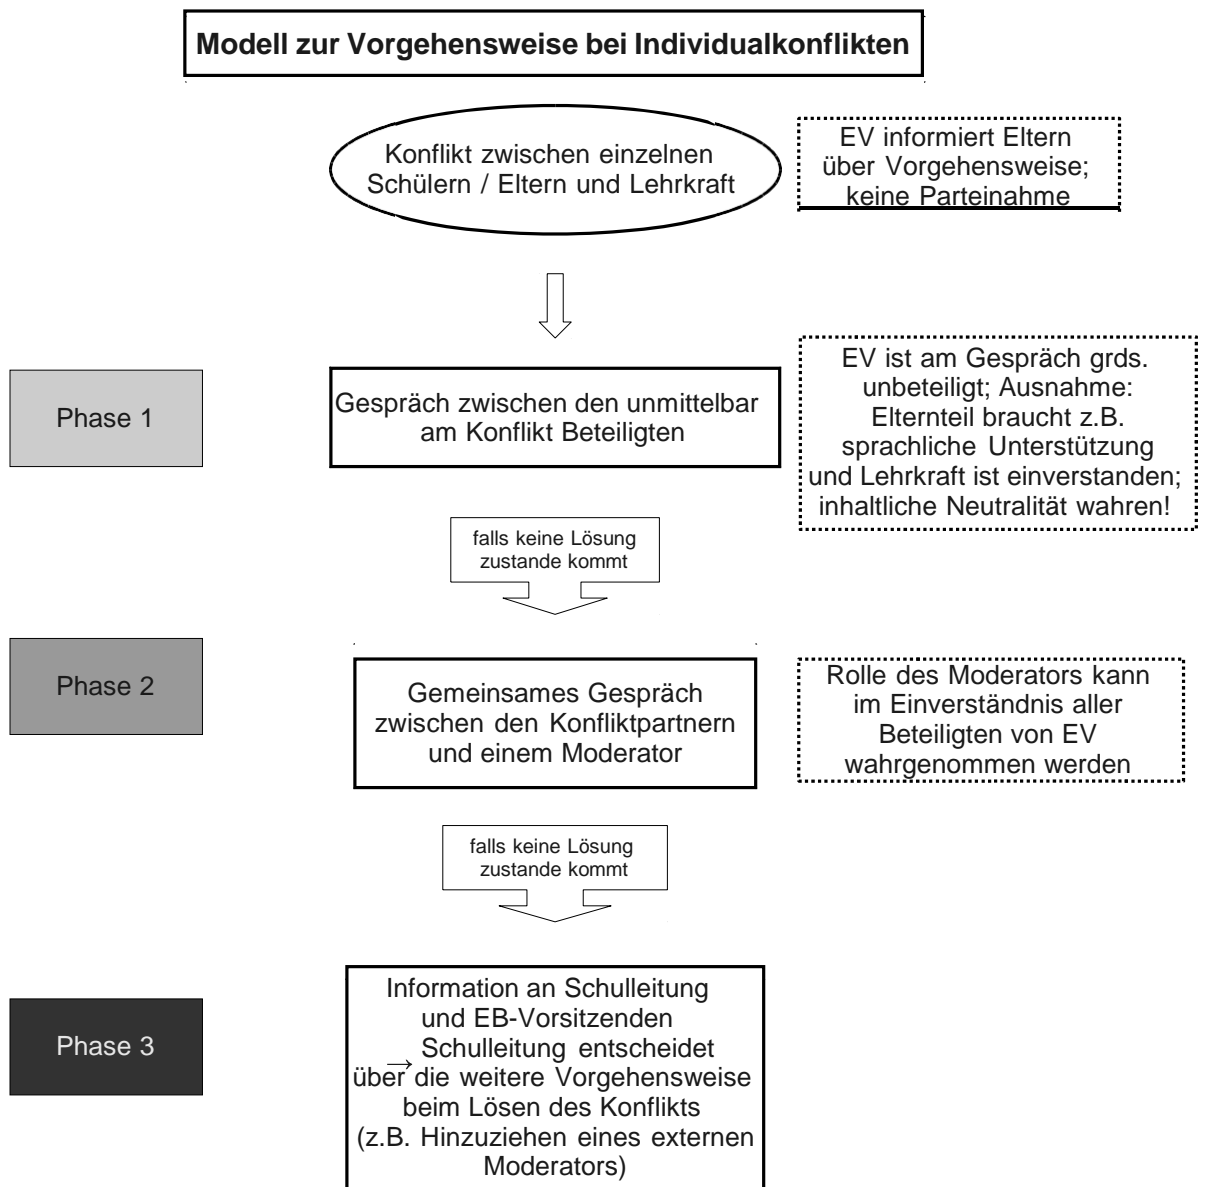 Modell zur Vorgehensweise bei Individualkonflikten
Konflikt zwischen einzelnen
Schülern / Eltern und Lehrkraft
EV informiert Eltern
über Vorgehensweise;
keine Parteinahme
Phase 1
Gespräch zwischen den unmittelbar
am Konflikt Beteiligten
EV ist am Gespräch grds.
unbeteiligt; Ausnahme:
Elternteil braucht z.B.
sprachliche Unterstützung
und Lehrkraft ist einverstanden;
inhaltliche Neutralität wahren!
falls keine Lösung
zustande kommt
Phase 2
Gemeinsames Gespräch
zwischen den Konfliktpartnern
und einem Moderator
Rolle des Moderators kann
im Einverständnis aller
Beteiligten von EV
wahrgenommen werden
falls keine Lösung
zustande kommt
Phase 3
Information an Schulleitung
und EB-Vorsitzenden
→ Schulleitung entscheidet
über die weitere Vorgehensweise
beim Lösen des Konflikts
(z.B. Hinzuziehen eines externen
Moderators)